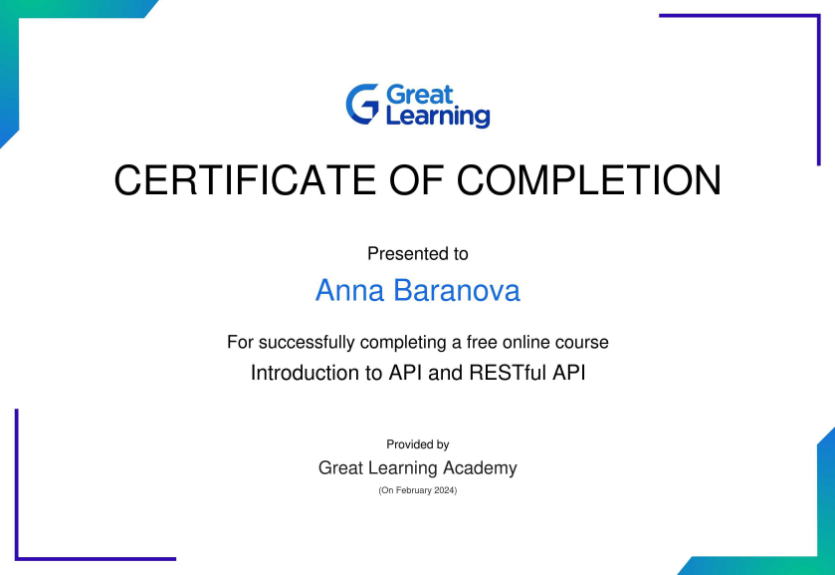 Great
Learning
CERTIFICATE OF COMPLETION
Presented to
Anna Baranova
For successfully completing a free online course
Introduction to API and RESTful API
Provided by
Great Learning Academy
(On February 2024)